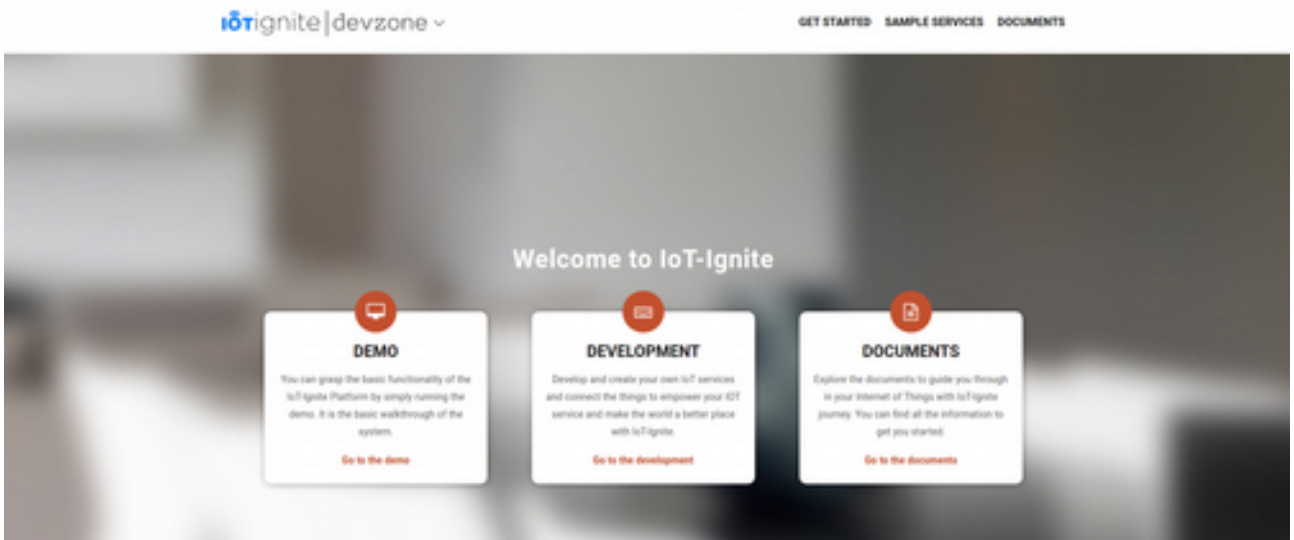 IOTignite|devzone
GET STARTED SAMPLE SERVICES DOCUMENTS
Welcome to IoT-Ignite
DEMO
You can grasp the basic functionality of the
IoT-Ignite Platform by simply running the
demo. It is the basic walkthrough of the
system.
Go to the demo
DEVELOPMENT
Develop and create your own IoT services
and connect the things to empower your IOT
service and make the world a better place
with IoT-Ignite.
Go to the development
DOCUMENTS
Explore the documents to guide you through
in your Internet of Things with IoT-Ignite
journey. You can find all the information to
get you started.
Go to the documents